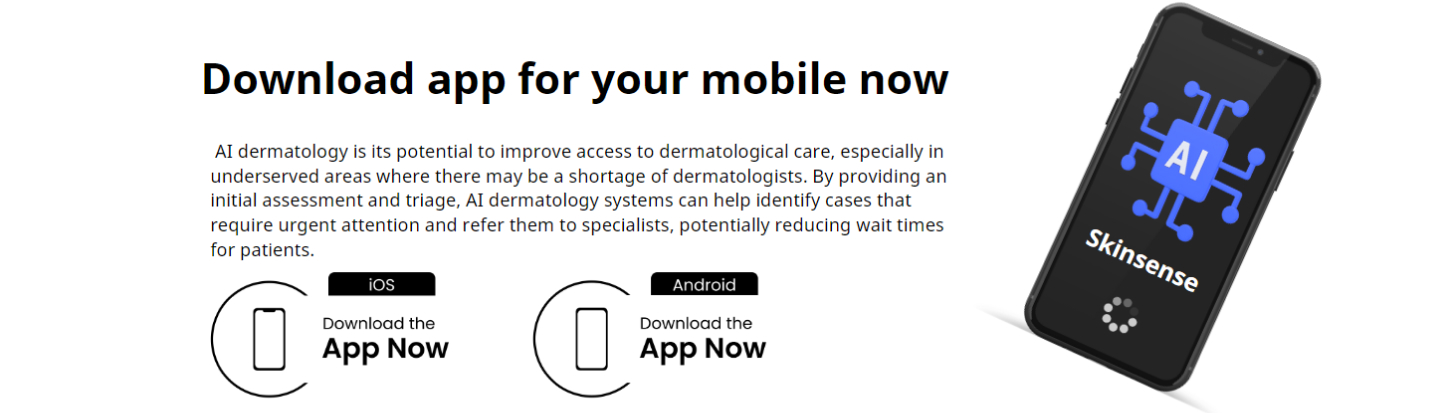 Download app for your mobile now
AI dermatology is its potential to improve access to dermatological care, especially in
underserved areas where there may be a shortage of dermatologists. By providing an
initial assessment and triage, AI dermatology systems can help identify cases that
require urgent attention and refer them to specialists, potentially reducing wait times
for patients.
iOS
Download the
App Now
Android
Download the
App Now
AI
Skinsense